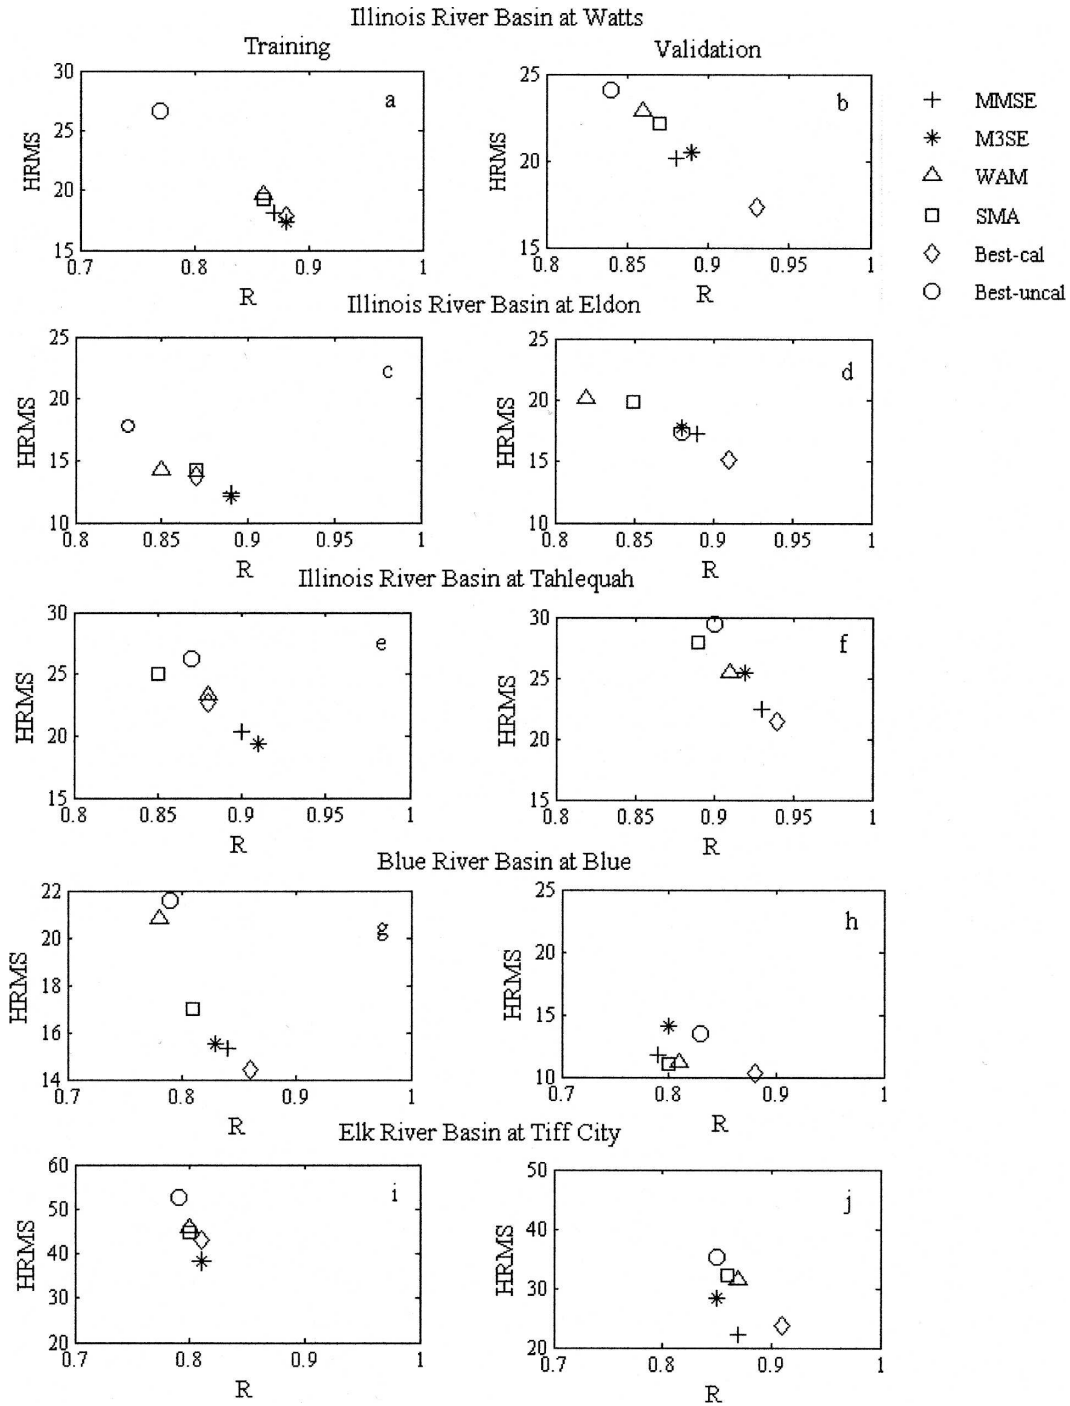 Illinois River Basin at Watts
Training
Validation
30
25
20
15
HRMS
a
0.7
0.8
0.9
1
R
25
20
15
HRMS
b
0.8
0.85
0.9
0.95
1
R
MMSE
M3SE
WAM
SMA
Best-cal
Best-uncal
Illinois River Basin at Eldon
25
20
15
10
HRMS
c
0.8
0.85
0.9
0.95
1
R
25
20
15
10
HRMS
d
0.8
0.85
0.9
0.95
1
R
Illinois River Basin at Tahlequah
30
25
20
15
HRMS
e
0.8
0.85
0.9
0.95
1
R
30
25
20
15
HRMS
f
0.8
0.85
0.9
0.95
1
R
Blue River Basin at Blue
22
20
18
16
14
HRMS
g
0.7
0.8
0.9
1
R
25
20
15
10
HRMS
h
0.7
0.8
0.9
1
R
Elk River Basin at Tiff City
60
50
40
30
20
HRMS
i
0.7
0.8
0.9
1
R
50
40
30
20
HRMS
j
0.7
0.8
0.9
1
R